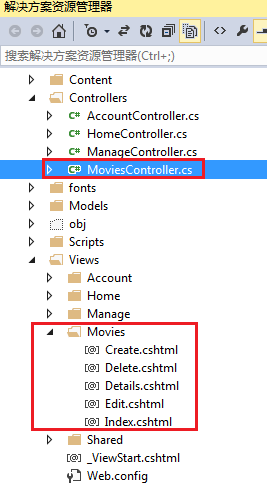 解决方案资源管理器
搜索解决方案资源管理器(Ctrl+;)
Content
Controllers
C# AccountController.cs
C# HomeController.cs
C# ManageController.cs
C# MoviesController.cs
fonts
Models
obj
Scripts
Views
Account
Home
Manage
Movies
[@] Create.cshtml
[@] Delete.cshtml
[@] Details.cshtml
[@] Edit.cshtml
[@] Index.cshtml
Shared
[@] _ViewStart.cshtml
Web.config